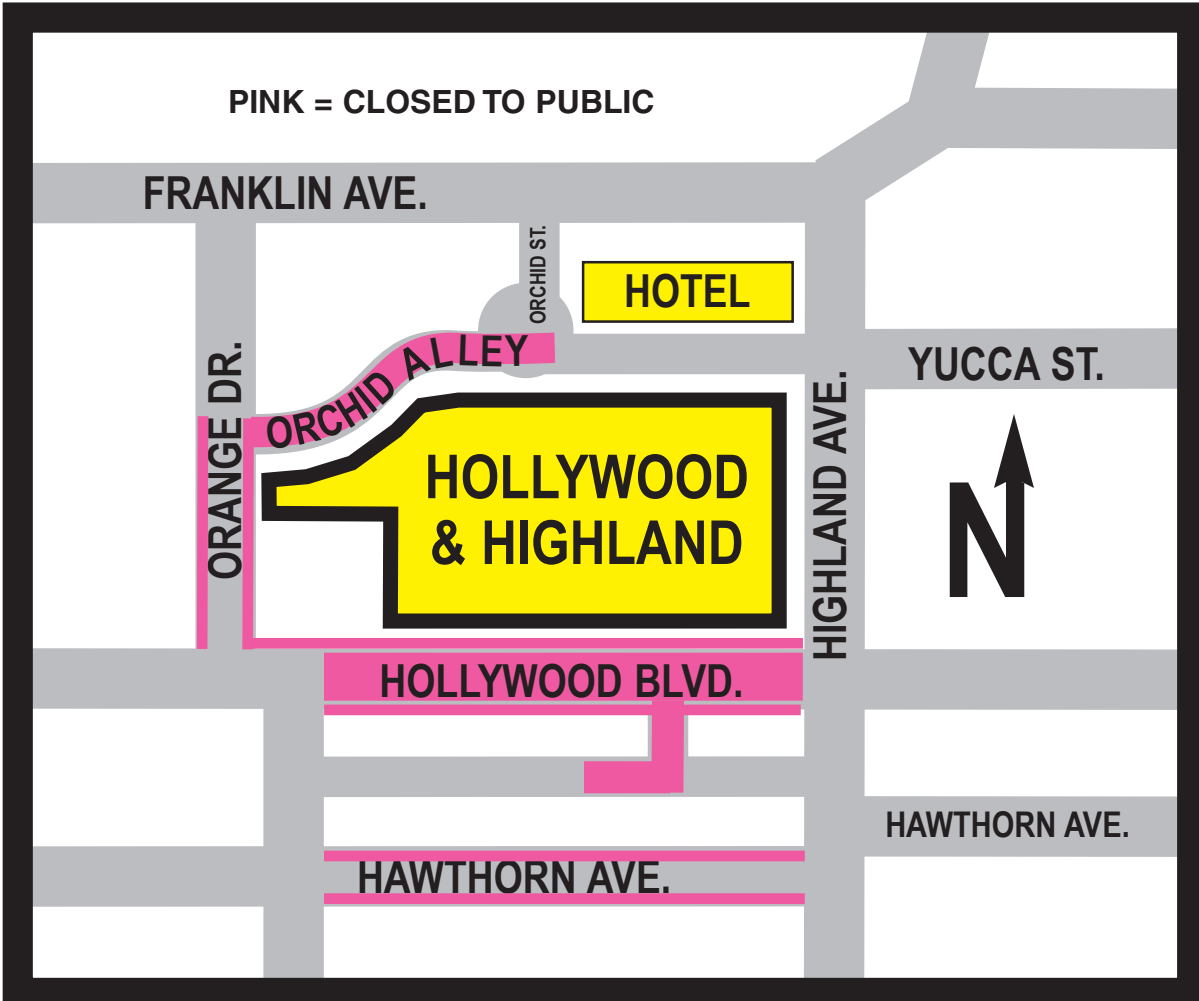 PINK = CLOSED TO PUBLIC
FRANKLIN AVE.
ORCHID ST.
HOTEL
ORCHID ALLEY
YUCCA ST.
ORANGE DR.
HOLLYWOOD
& HIGHLAND
HIGHLAND AVE.
N
HOLLYWOOD BLVD.
HAWTHORN AVE.
HAWTHORN AVE.